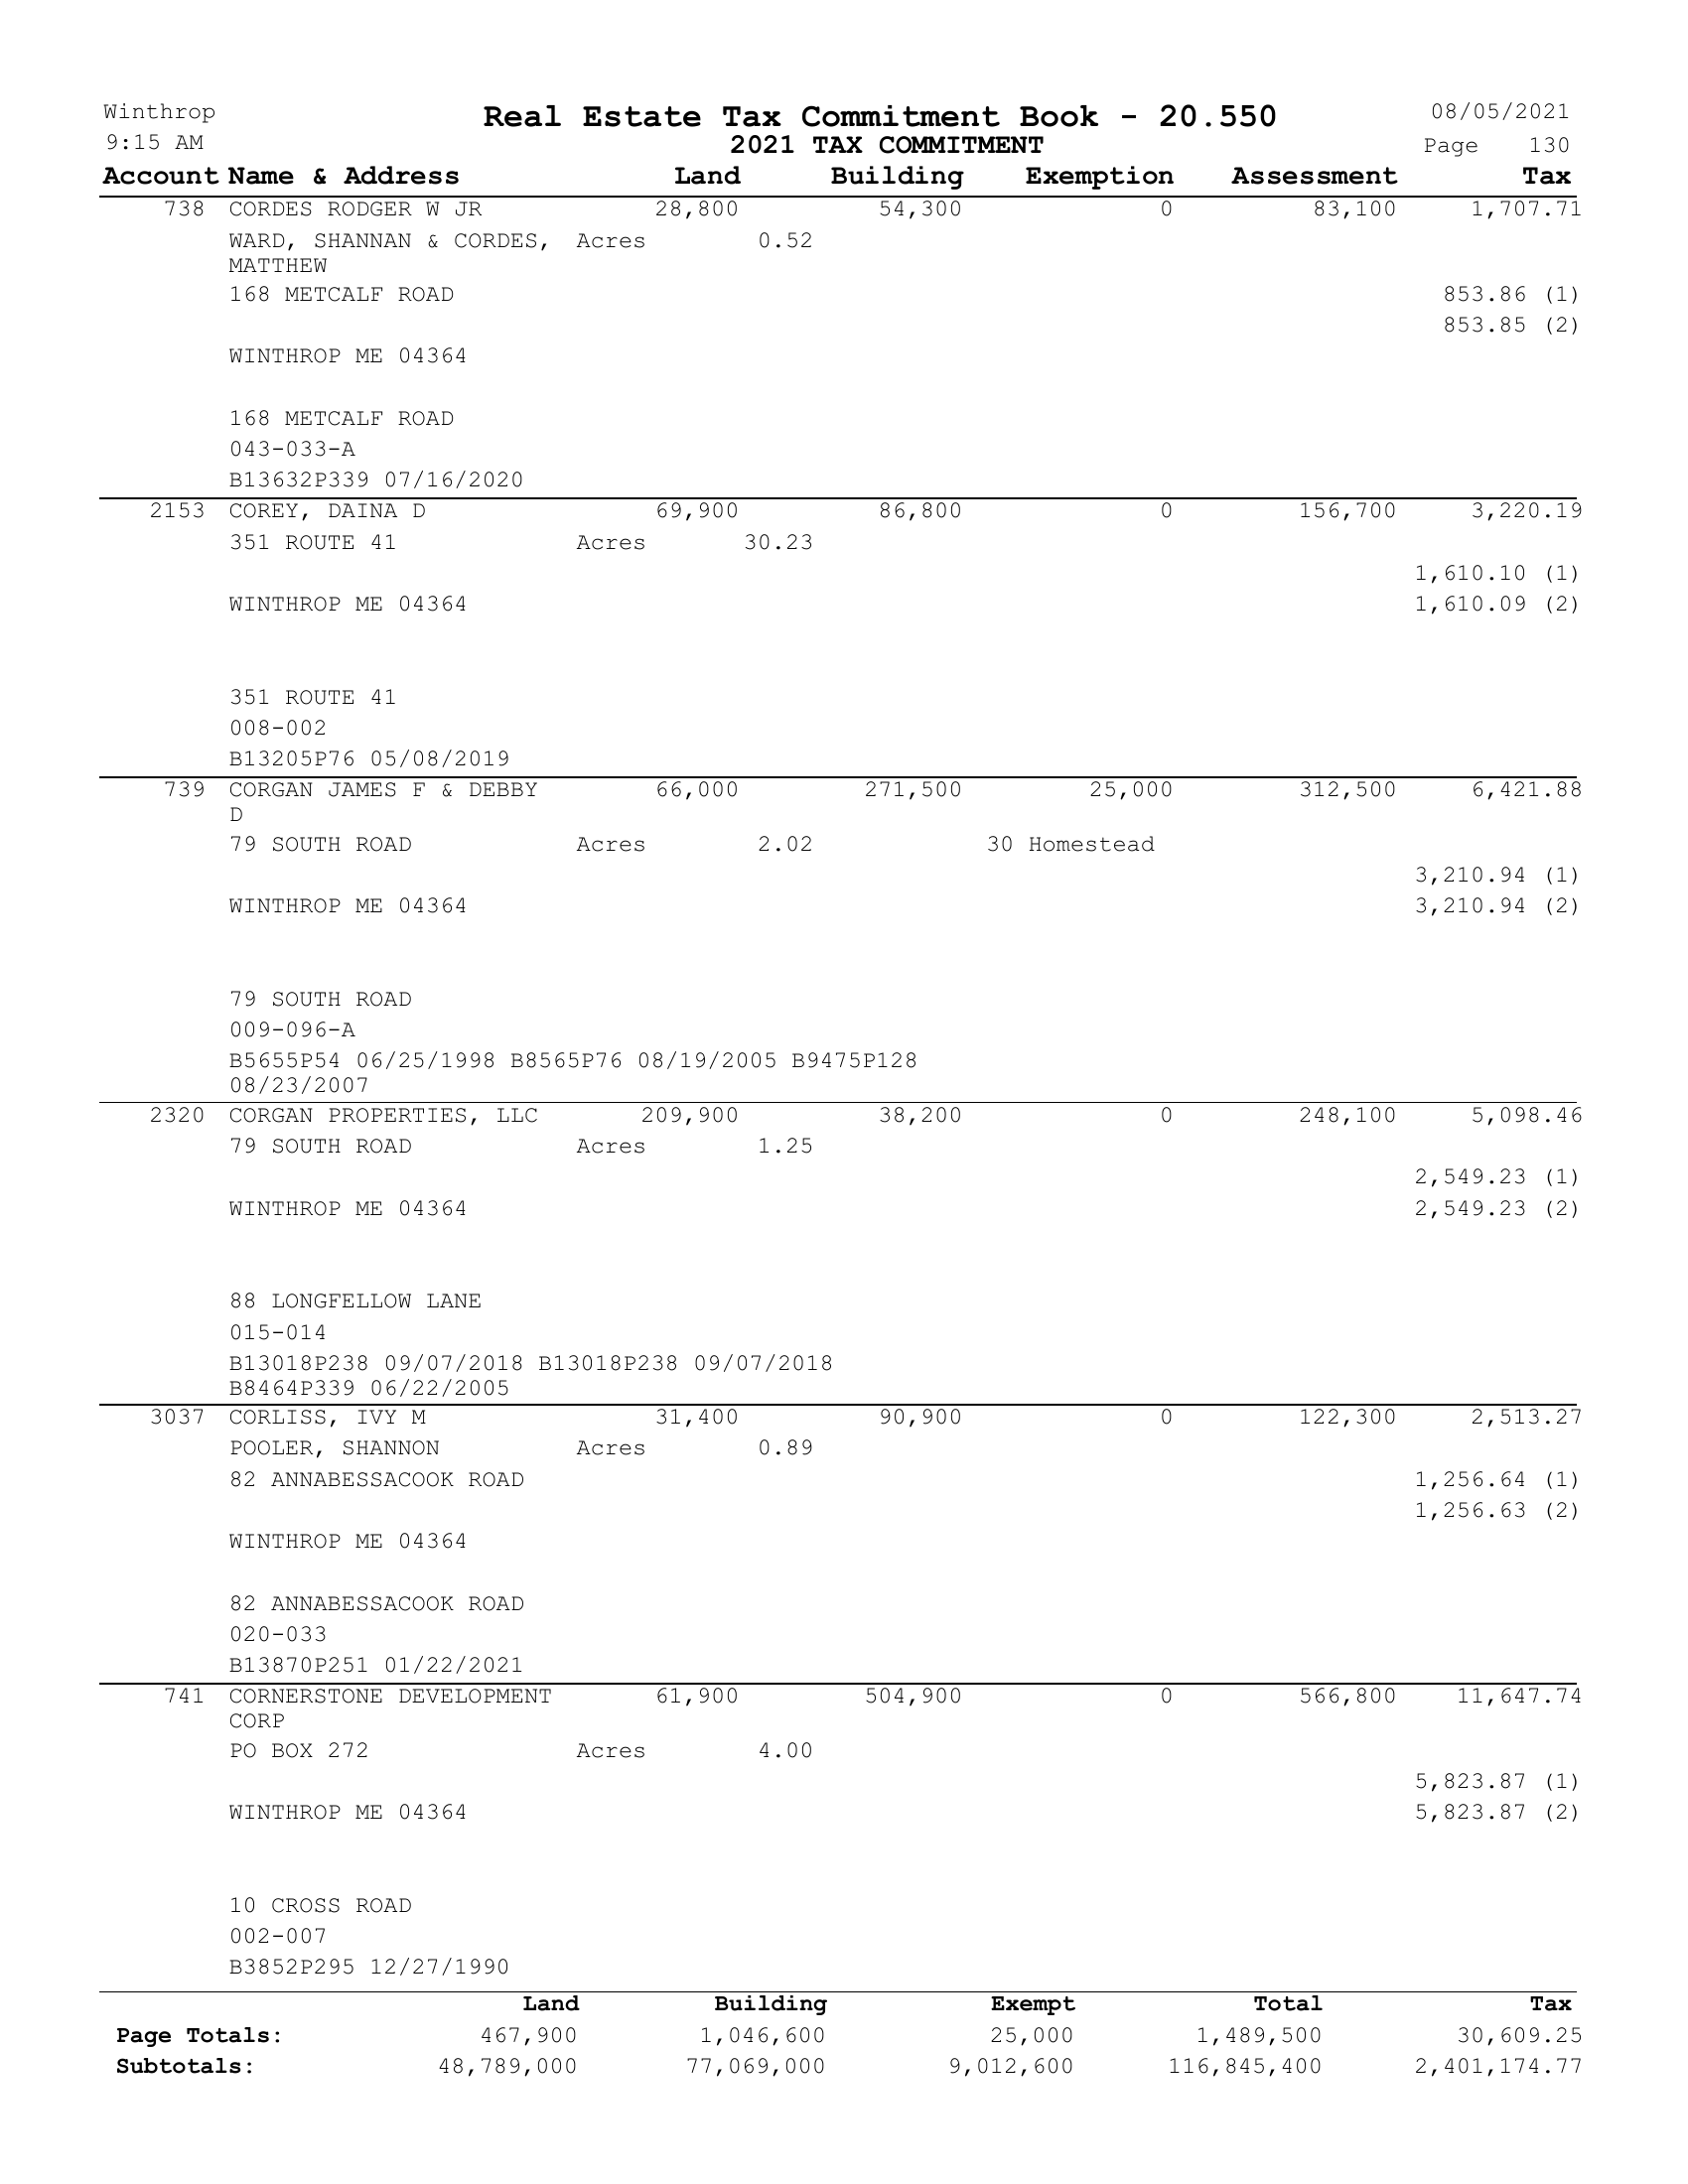 Winthrop Real Estate Tax Commitment Book - 20.550 08/05/2021
9:15 AM 2021 TAX COMMITMENT Page 130
Account Name & Address Land Building Exemption Assessment Tax
738 CORDES RODGER W JR 28,800 54,300 0 83,100 1,707.71
WARD, SHANNAN & CORDES, Acres 0.52
MATTHEW
168 METCALF ROAD 853.86 (1)
853.85 (2)
WINTHROP ME 04364
168 METCALF ROAD
043-033-A
B13632P339 07/16/2020
2153 COREY, DAINA D 69,900 86,800 0 156,700 3,220.19
351 ROUTE 41 Acres 30.23
1,610.10 (1)
WINTHROP ME 04364 1,610.09 (2)
351 ROUTE 41
008-002
B13205P76 05/08/2019
739 CORGAN JAMES F & DEBBY 66,000 271,500 25,000 312,500 6,421.88
D
79 SOUTH ROAD Acres 2.02 30 Homestead
3,210.94 (1)
WINTHROP ME 04364 3,210.94 (2)
79 SOUTH ROAD
009-096-A
B5655P54 06/25/1998 B8565P76 08/19/2005 B9475P128
08/23/2007
2320 CORGAN PROPERTIES, LLC 209,900 38,200 0 248,100 5,098.46
79 SOUTH ROAD Acres 1.25
2,549.23 (1)
WINTHROP ME 04364 2,549.23 (2)
88 LONGFELLOW LANE
015-014
B13018P238 09/07/2018 B13018P238 09/07/2018
B8464P339 06/22/2005
3037 CORLISS, IVY M 31,400 90,900 0 122,300 2,513.27
POOLER, SHANNON Acres 0.89
82 ANNABESSACOOK ROAD 1,256.64 (1)
1,256.63 (2)
WINTHROP ME 04364
82 ANNABESSACOOK ROAD
020-033
B13870P251 01/22/2021
741 CORNERSTONE DEVELOPMENT 61,900 504,900 0 566,800 11,647.74
CORP
PO BOX 272 Acres 4.00
5,823.87 (1)
WINTHROP ME 04364 5,823.87 (2)
10 CROSS ROAD
002-007
B3852P295 12/27/1990
Land Building Exempt Total Tax
Page Totals: 467,900 1,046,600 25,000 1,489,500 30,609.25
Subtotals: 48,789,000 77,069,000 9,012,600 116,845,400 2,401,174.77